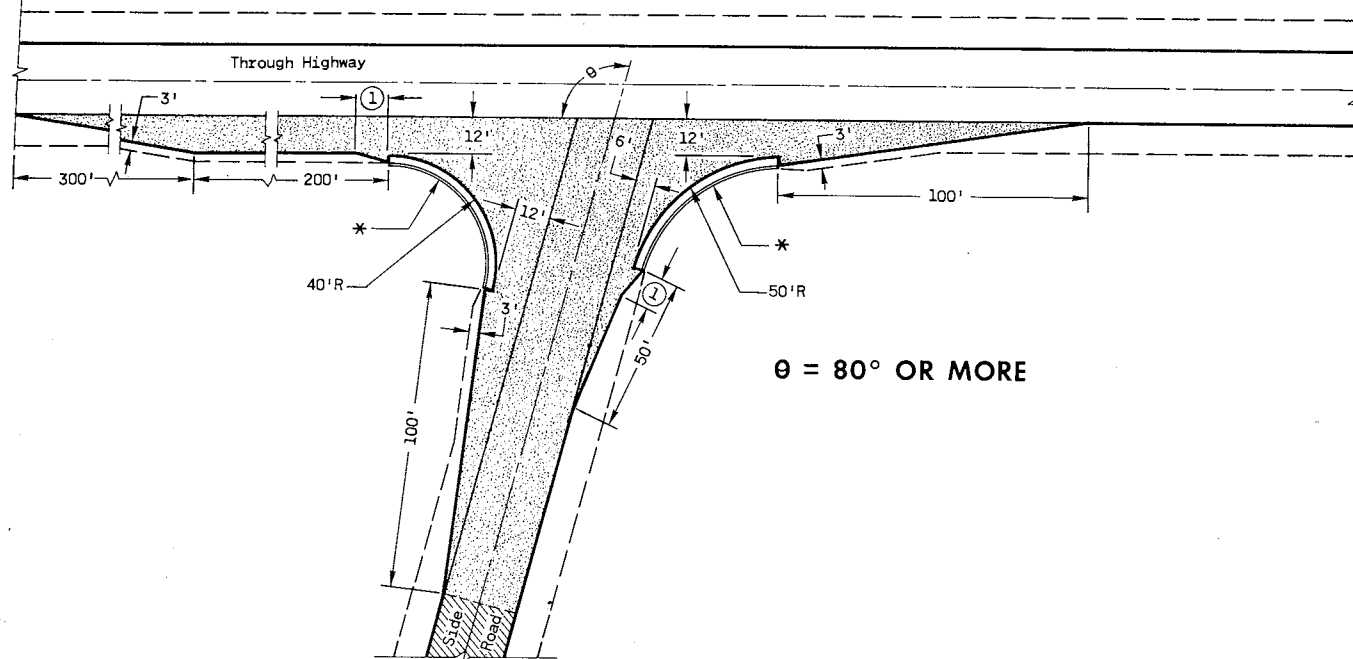 Through Highway
θ
3'
①
12'
6'
12'
3'
300'
200'
12'
100'
*
*
40'R
50'R
①
3'
50'
θ = 80° OR MORE
100'
Side
Road